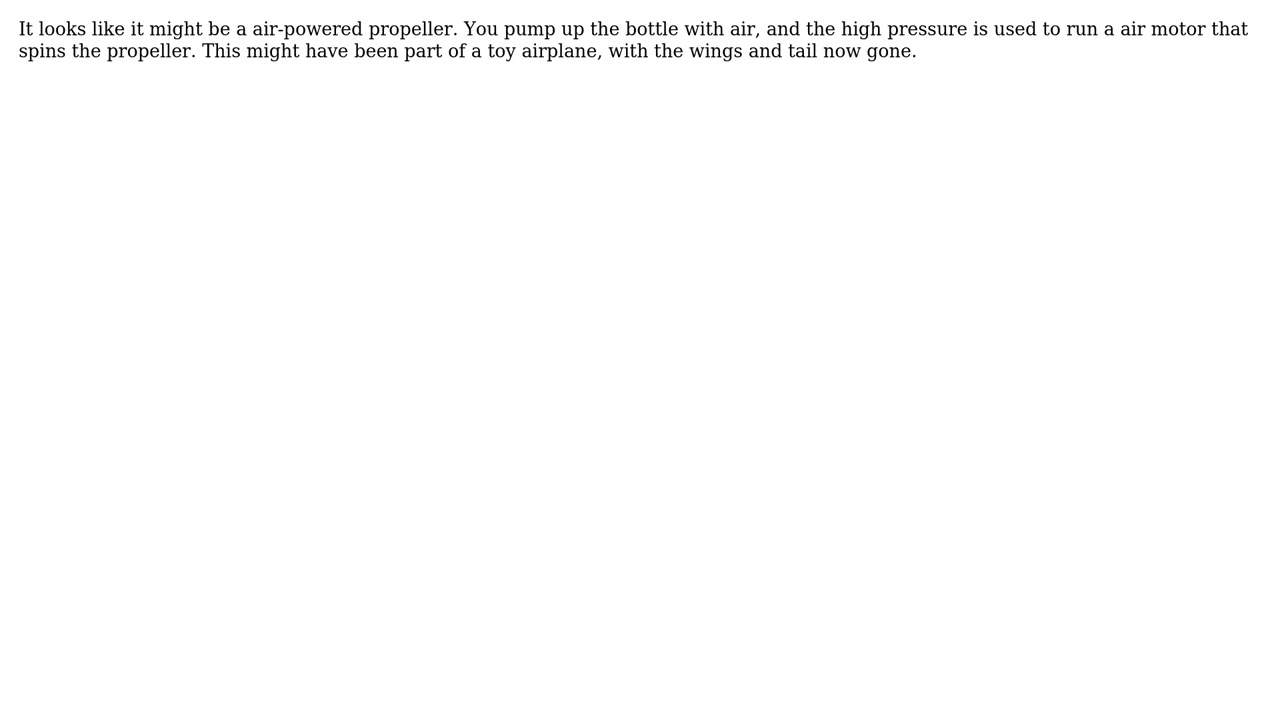 It looks like it might be a air-powered propeller. You pump up the bottle with air, and the high pressure is used to run a air motor that
spins the propeller. This might have been part of a toy airplane, with the wings and tail now gone.